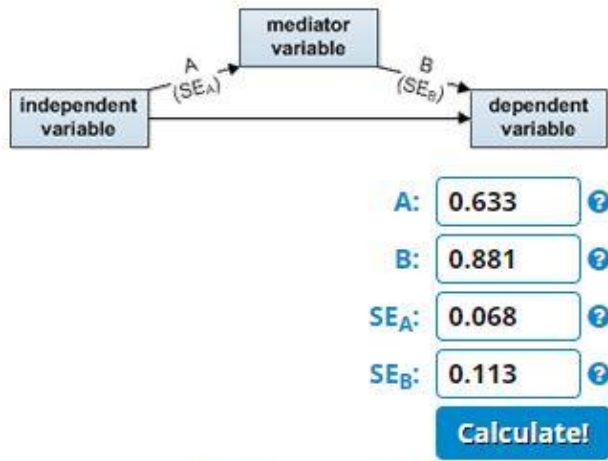 mediator
variable
A
(SEA)
B
(SEB)
independent
variable
dependent
variable
A: 0.633 ?
B: 0.881 ?
SEA: 0.068 ?
SEB: 0.113 ?
Calculate!